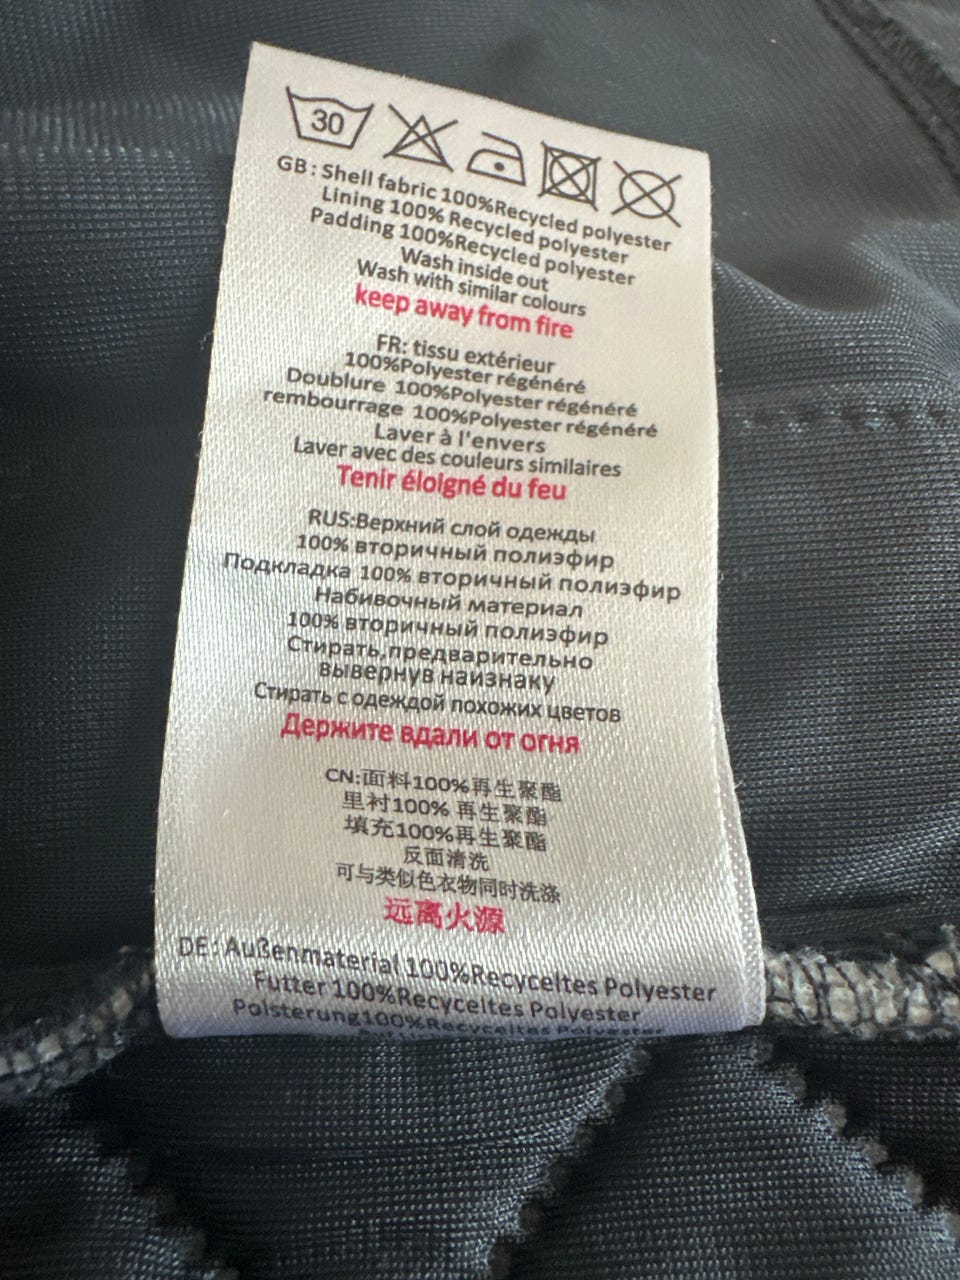 30
GB: Shell fabric 100%Recycled polyester
Lining 100% Recycled polyester
Padding 100%Recycled polyester
Wash inside out
Wash with similar colours
keep away from fire
FR: tissu extérieur
100%Polyester régénéré
Doublure 100%Polyester régénéré
rembourrage 100%Polyester régénéré
Laver à l'envers
Laver avec des couleurs similaires
Tenir éloigné du feu
RUS:Верхний слой одежды
100% вторичный полиэфир
Подкладка 100% вторичный полиэфир
Набивочный материал
100% вторичный полиэфир
Стирать,предварительно
вывернув наизнаку
Стирать с одеждой похожих цветов
Держите вдали от огня
CN:面料100%再生聚酯
里衬100% 再生聚酯
填充100%再生聚酯
反面清洗
可与类似色衣物同时洗涤
远离火源
DE: Außenmaterial 100%Recyceltes Polyester
Futter 100%Recyceltes Polyester
Polsterung100%Recyceltes Polyester